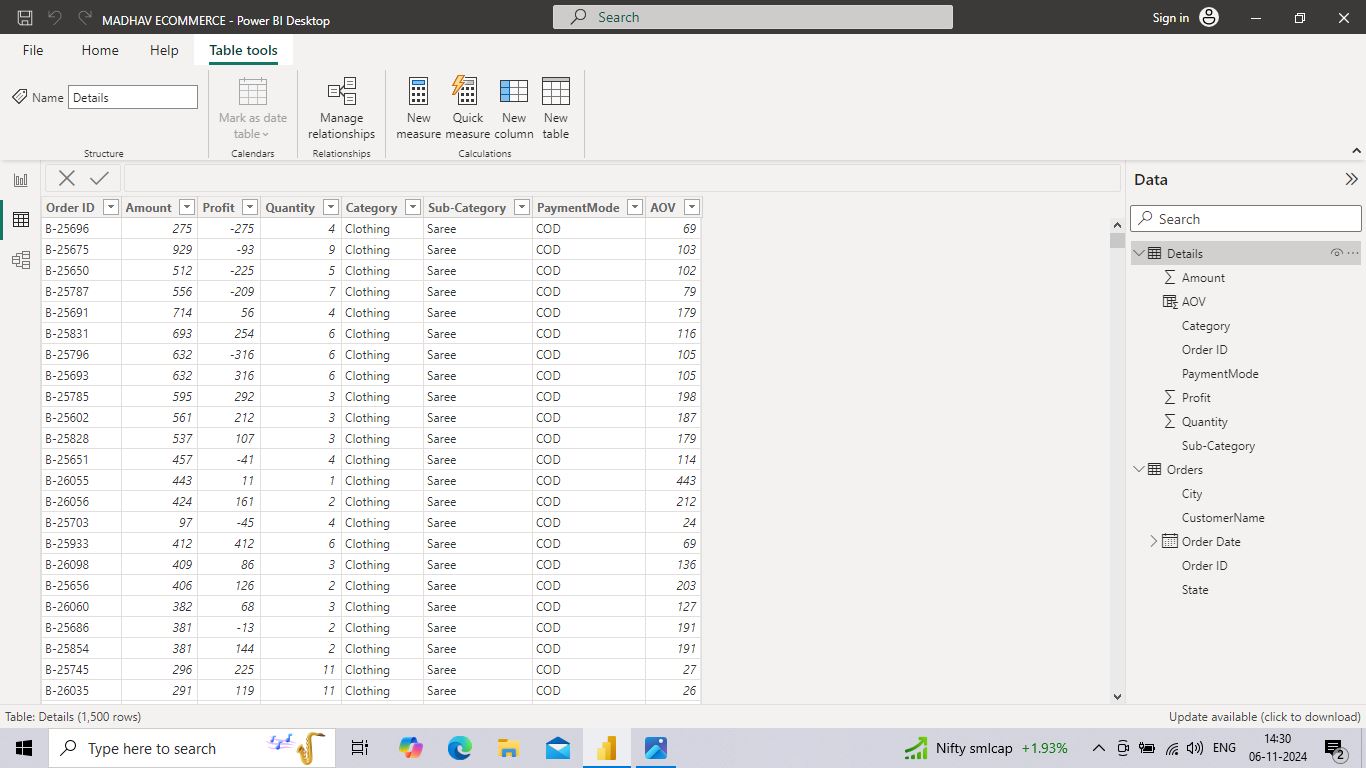 MADHAV ECOMMERCE - Power BI Desktop
Search
Sign in
File Home Help Table tools
Name Details
Mark as date table
Manage relationships
New measure
Quick measure
New column
New table
Structure Calendars Relationships Calculations
Order ID Amount Profit Quantity Category Sub-Category PaymentMode AOV
B-25696 275 -275 4 Clothing Saree COD 69
B-25675 929 -93 9 Clothing Saree COD 103
B-25650 512 -225 5 Clothing Saree COD 102
B-25787 556 -209 7 Clothing Saree COD 79
B-25691 714 56 4 Clothing Saree COD 179
B-25831 693 254 6 Clothing Saree COD 116
B-25796 632 -316 6 Clothing Saree COD 105
B-25693 632 316 6 Clothing Saree COD 105
B-25785 595 292 3 Clothing Saree COD 198
B-25602 561 212 3 Clothing Saree COD 187
B-25828 537 107 3 Clothing Saree COD 179
B-25651 457 -41 4 Clothing Saree COD 114
B-26055 443 11 1 Clothing Saree COD 443
B-26056 424 161 2 Clothing Saree COD 212
B-25703 97 -45 4 Clothing Saree COD 24
B-25933 412 412 6 Clothing Saree COD 69
B-26098 409 86 3 Clothing Saree COD 136
B-25656 406 126 2 Clothing Saree COD 203
B-26060 382 68 3 Clothing Saree COD 127
B-25686 381 -13 2 Clothing Saree COD 191
B-25854 381 144 2 Clothing Saree COD 191
B-25745 296 225 11 Clothing Saree COD 27
B-26035 291 119 11 Clothing Saree COD 26
Data
Search
Details
Amount
AOV
Category
Order ID
PaymentMode
Profit
Quantity
Sub-Category
Orders
City
CustomerName
Order Date
Order ID
State
Table: Details (1,500 rows)
Update available (click to download)
Type here to search
Nifty smlcap +1.93%
ENG
14:30
06-11-2024
2